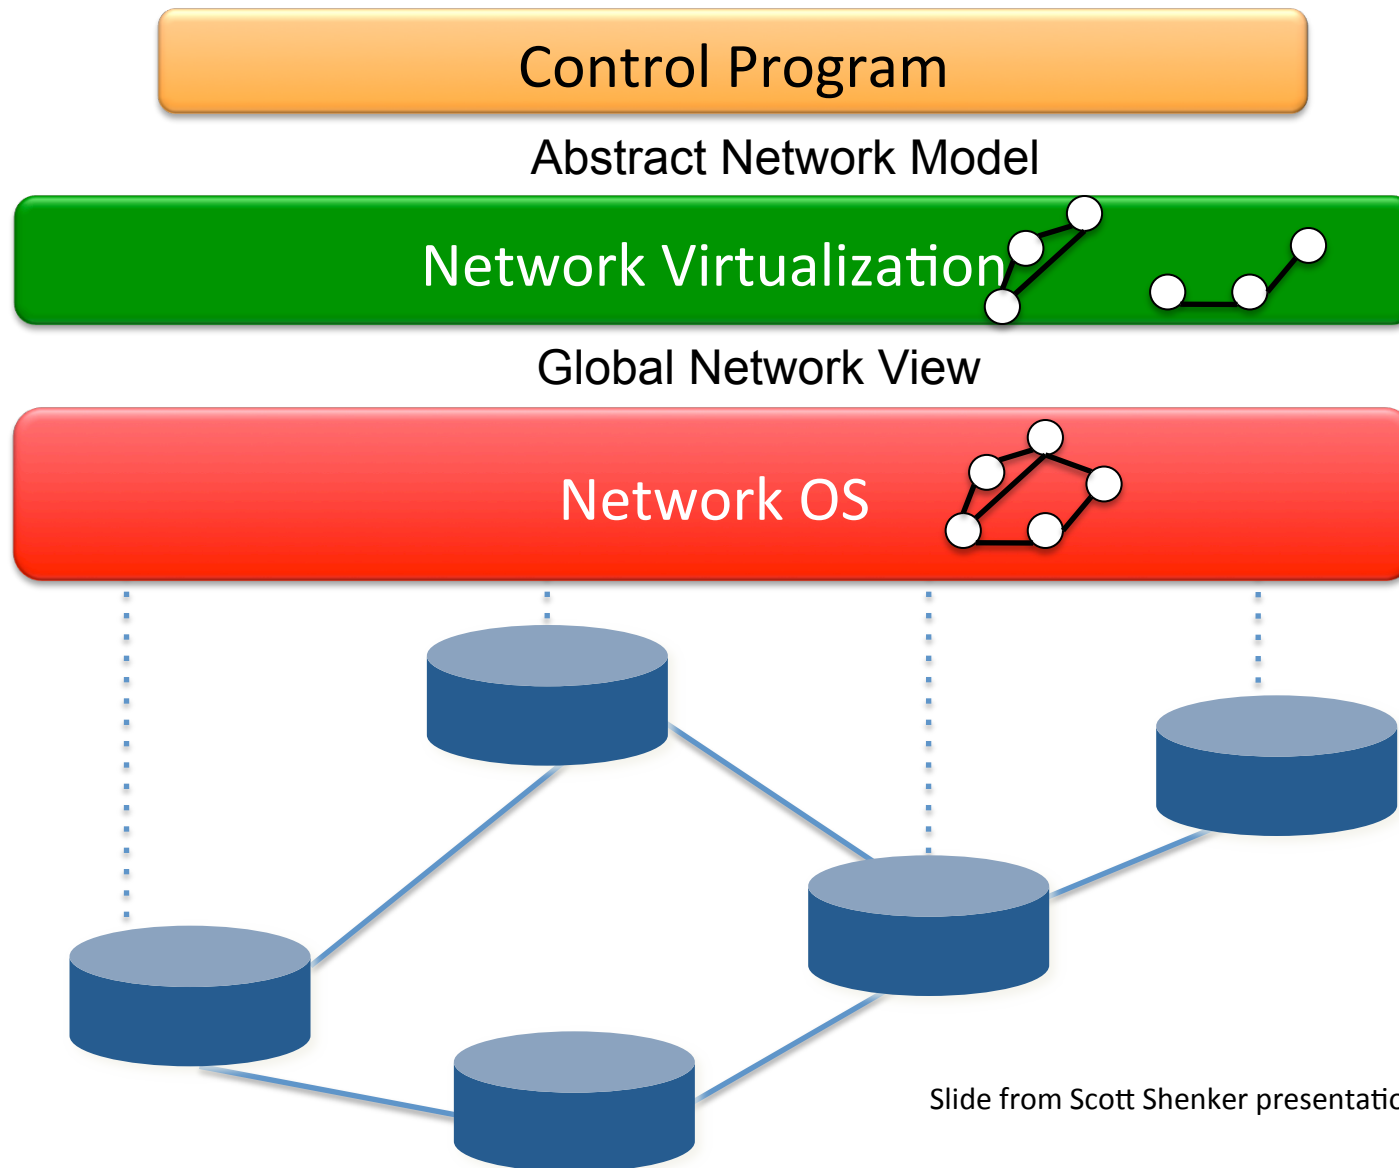 Control Program
Abstract Network Model
Network Virtualization
Global Network View
Network OS
Slide from Scott Shenker presentatio